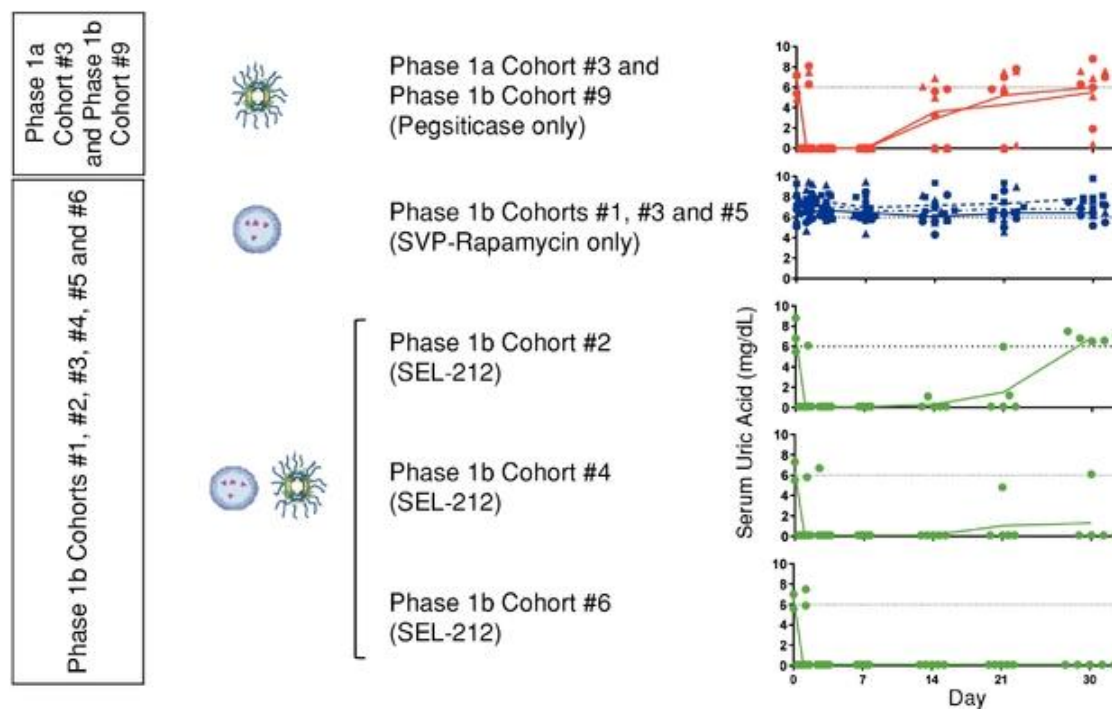 Phase 1a
Cohort #3
and Phase 1b
Cohort #9
Phase 1a Cohort #3 and
Phase 1b Cohort #9
(Pegsiticase only)
10
8
6
4
2
0
Phase 1b Cohorts #1, #2, #3, #4, #5 and #6
Phase 1b Cohorts #1, #3 and #5
(SVP-Rapamycin only)
10
8
6
4
2
0
Phase 1b Cohort #2
(SEL-212)
10
8
6
4
2
0
Phase 1b Cohort #4
(SEL-212)
10
8
6
4
2
0
Phase 1b Cohort #6
(SEL-212)
10
8
6
4
2
0
Serum Uric Acid (mg/dL)
0 7 14 21 30
Day